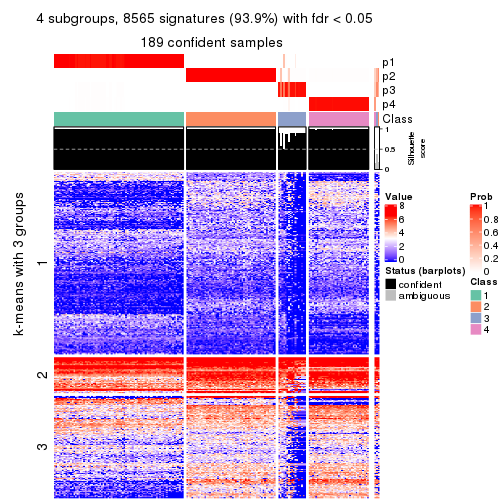 4 subgroups, 8565 signatures (93.9%) with fdr < 0.05
189 confident samples
p1
p2
p3
p4
Class
1
0.5
0
Silhouette
score
k-means with 3 groups
1
2
3
Value
8
6
4
2
0
Status (barplots)
confident
ambiguous
Prob
1
0.8
0.6
0.4
0.2
0
Class
1
2
3
4